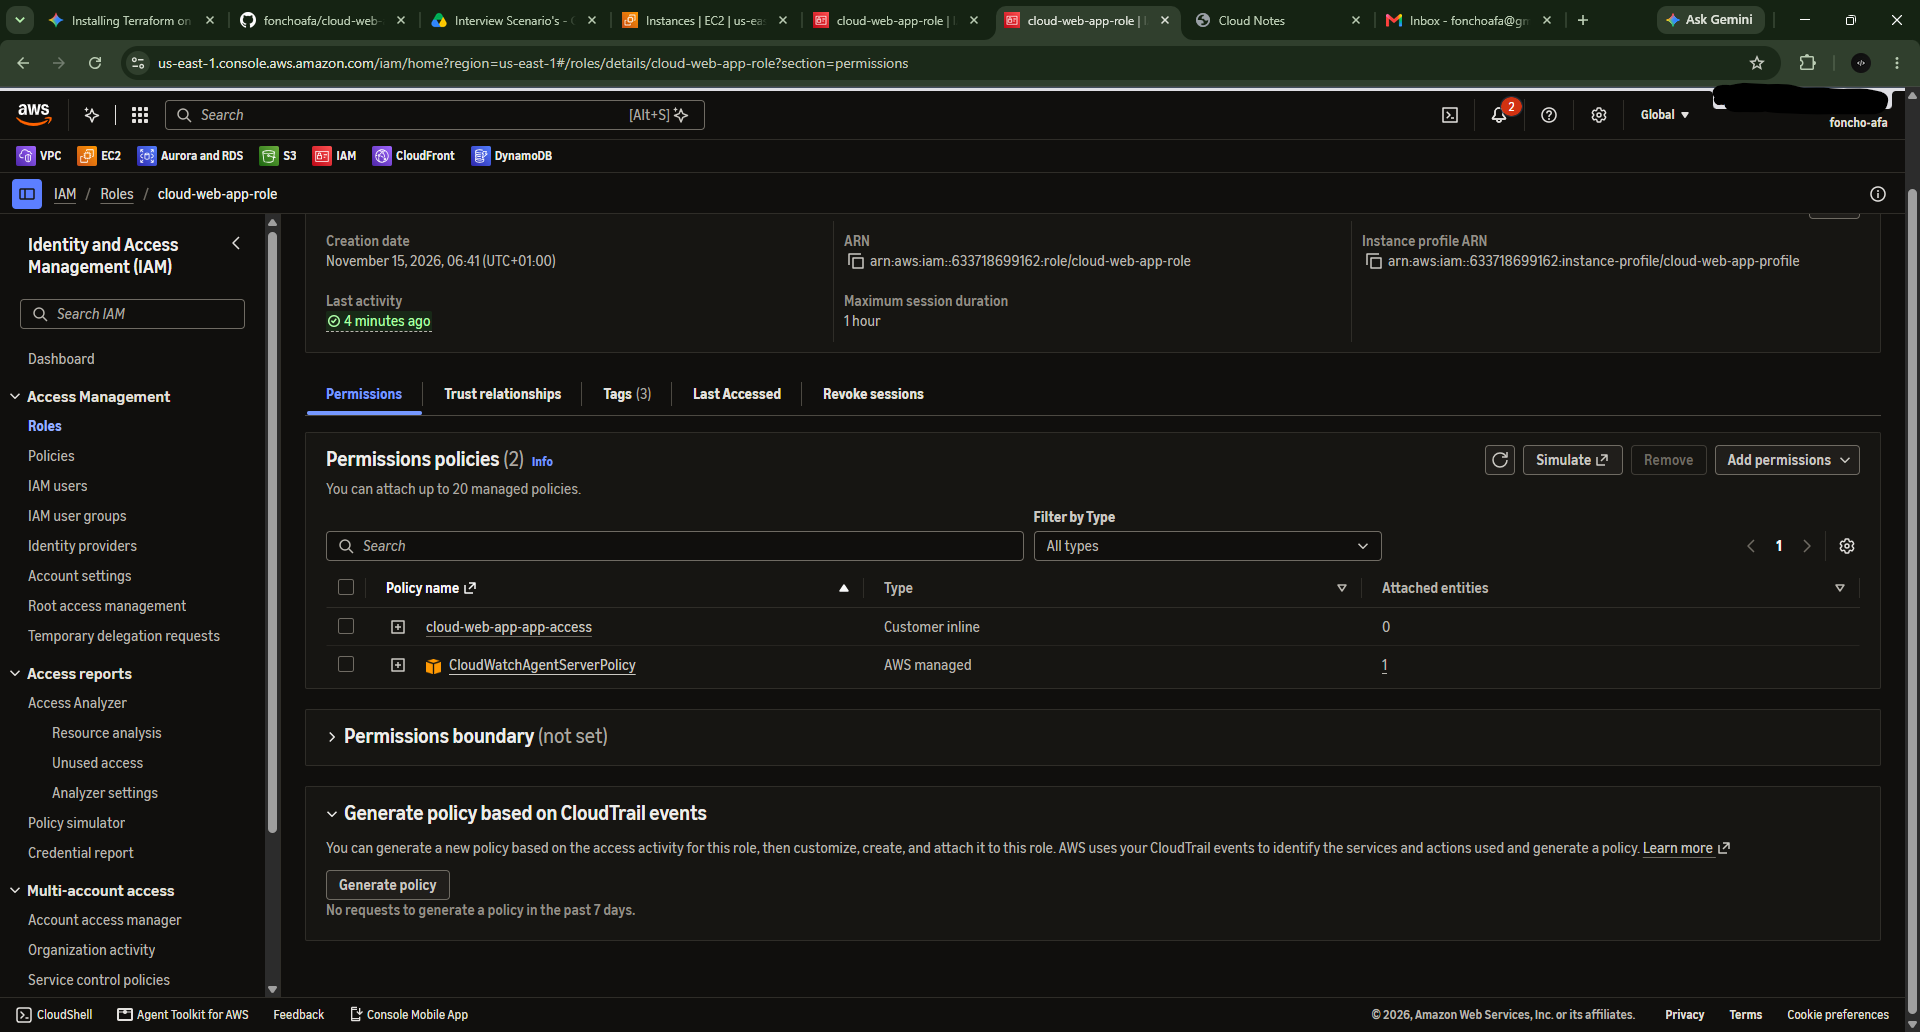 Installing Terraform on
fonchoafa/cloud-web-
Interview Scenario's -
Instances | EC2 | us-eas
cloud-web-app-role |
cloud-web-app-role |
Cloud Notes
Inbox - fonchoafa@gm
Ask Gemini
us-east-1.console.aws.amazon.com/iam/home?region=us-east-1#/roles/details/cloud-web-app-role?section=permissions
aws
Search
[Alt+S]
2
Global
foncho-afa
VPC
EC2
Aurora and RDS
S3
IAM
CloudFront
DynamoDB
IAM / Roles / cloud-web-app-role
Identity and Access
Management (IAM)
Search IAM
Dashboard
Access Management
Roles
Policies
IAM users
IAM user groups
Identity providers
Account settings
Root access management
Temporary delegation requests
Access reports
Access Analyzer
Resource analysis
Unused access
Analyzer settings
Policy simulator
Credential report
Multi-account access
Account access manager
Organization activity
Service control policies
Creation date
November 15, 2026, 06:41 (UTC+01:00)
ARN
arn:aws:iam::633718699162:role/cloud-web-app-role
Instance profile ARN
arn:aws:iam::633718699162:instance-profile/cloud-web-app-profile
Last activity
4 minutes ago
Maximum session duration
1 hour
Permissions
Trust relationships
Tags (3)
Last Accessed
Revoke sessions
Permissions policies (2) Info
You can attach up to 20 managed policies.
Simulate
Remove
Add permissions
Filter by Type
Search
All types
1
Policy name
Type
Attached entities
cloud-web-app-app-access
Customer inline
0
CloudWatchAgentServerPolicy
AWS managed
1
Permissions boundary (not set)
Generate policy based on CloudTrail events
You can generate a new policy based on the access activity for this role, then customize, create, and attach it to this role. AWS uses your CloudTrail events to identify the services and actions used and generate a policy. Learn more
Generate policy
No requests to generate a policy in the past 7 days.
CloudShell
Agent Toolkit for AWS
Feedback
Console Mobile App
© 2026, Amazon Web Services, Inc. or its affiliates.
Privacy
Terms
Cookie preferences